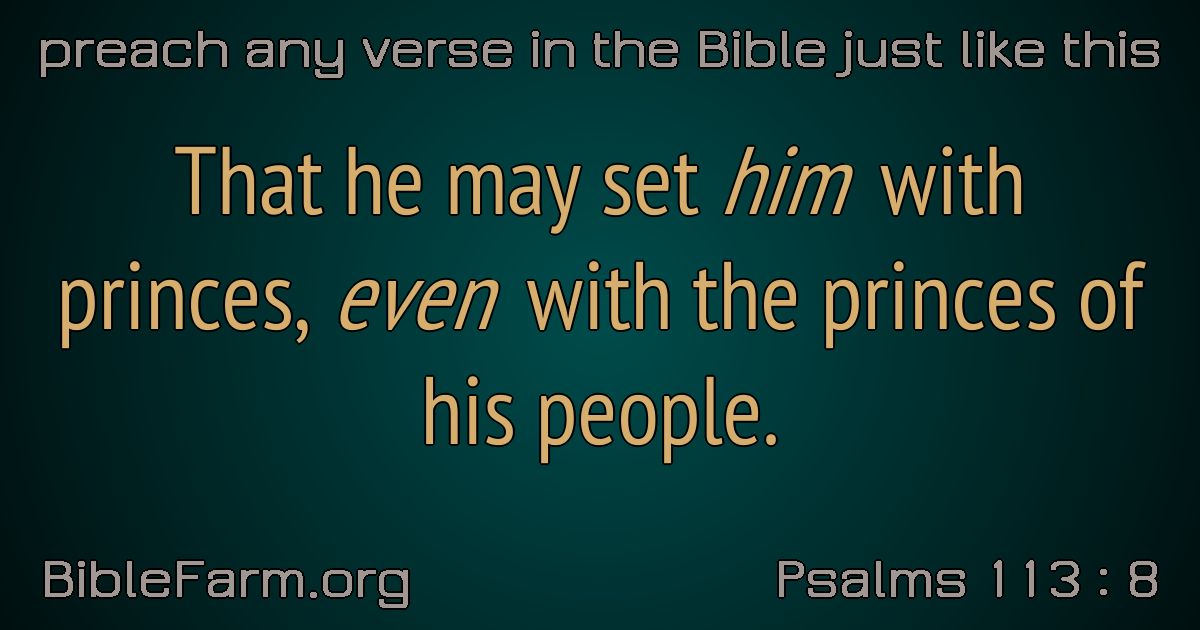 preach any verse in the Bible just like this
That he may set him with
princes, even with the princes of
his people.
BibleFarm.org
Psalms 113 : 8